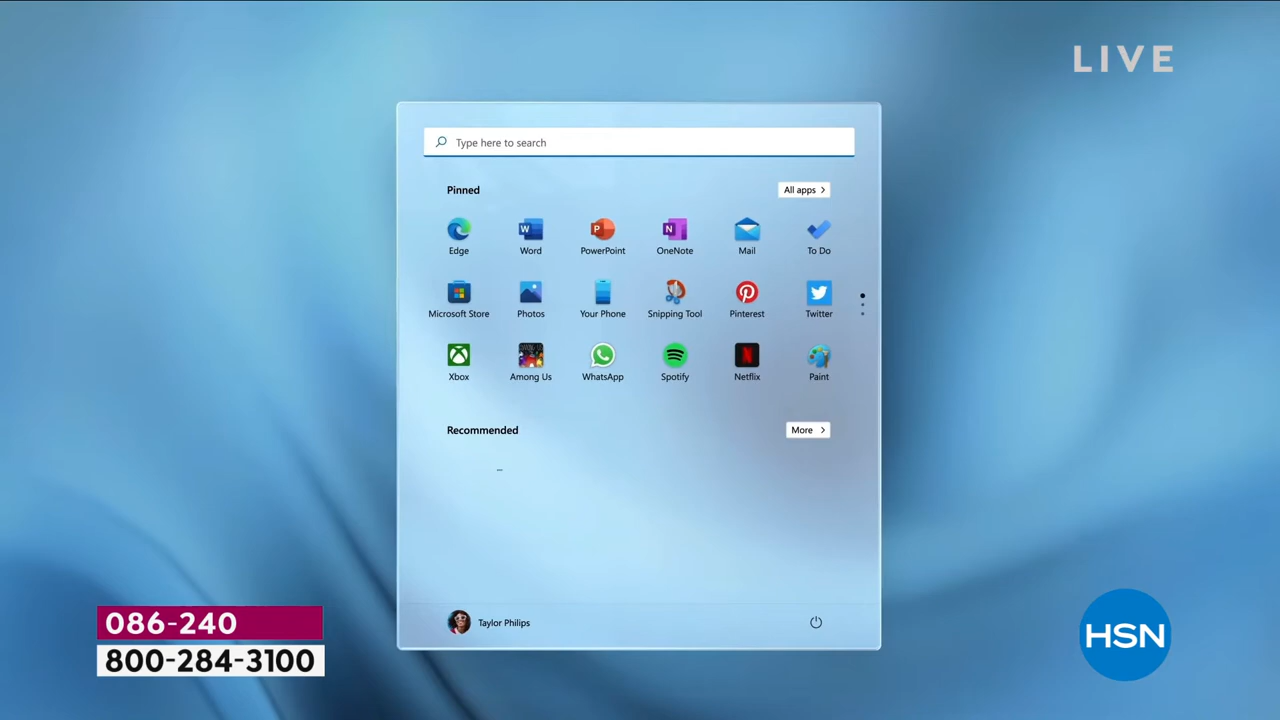 LIVE
Type here to search
Pinned
All apps
Edge
Word
PowerPoint
OneNote
Mail
To Do
Microsoft Store
Photos
Your Phone
Snipping Tool
Pinterest
Twitter
Xbox
Among Us
WhatsApp
Spotify
Netflix
Paint
Recommended
More
Taylor Philips
086-240
800-284-3100
HSN